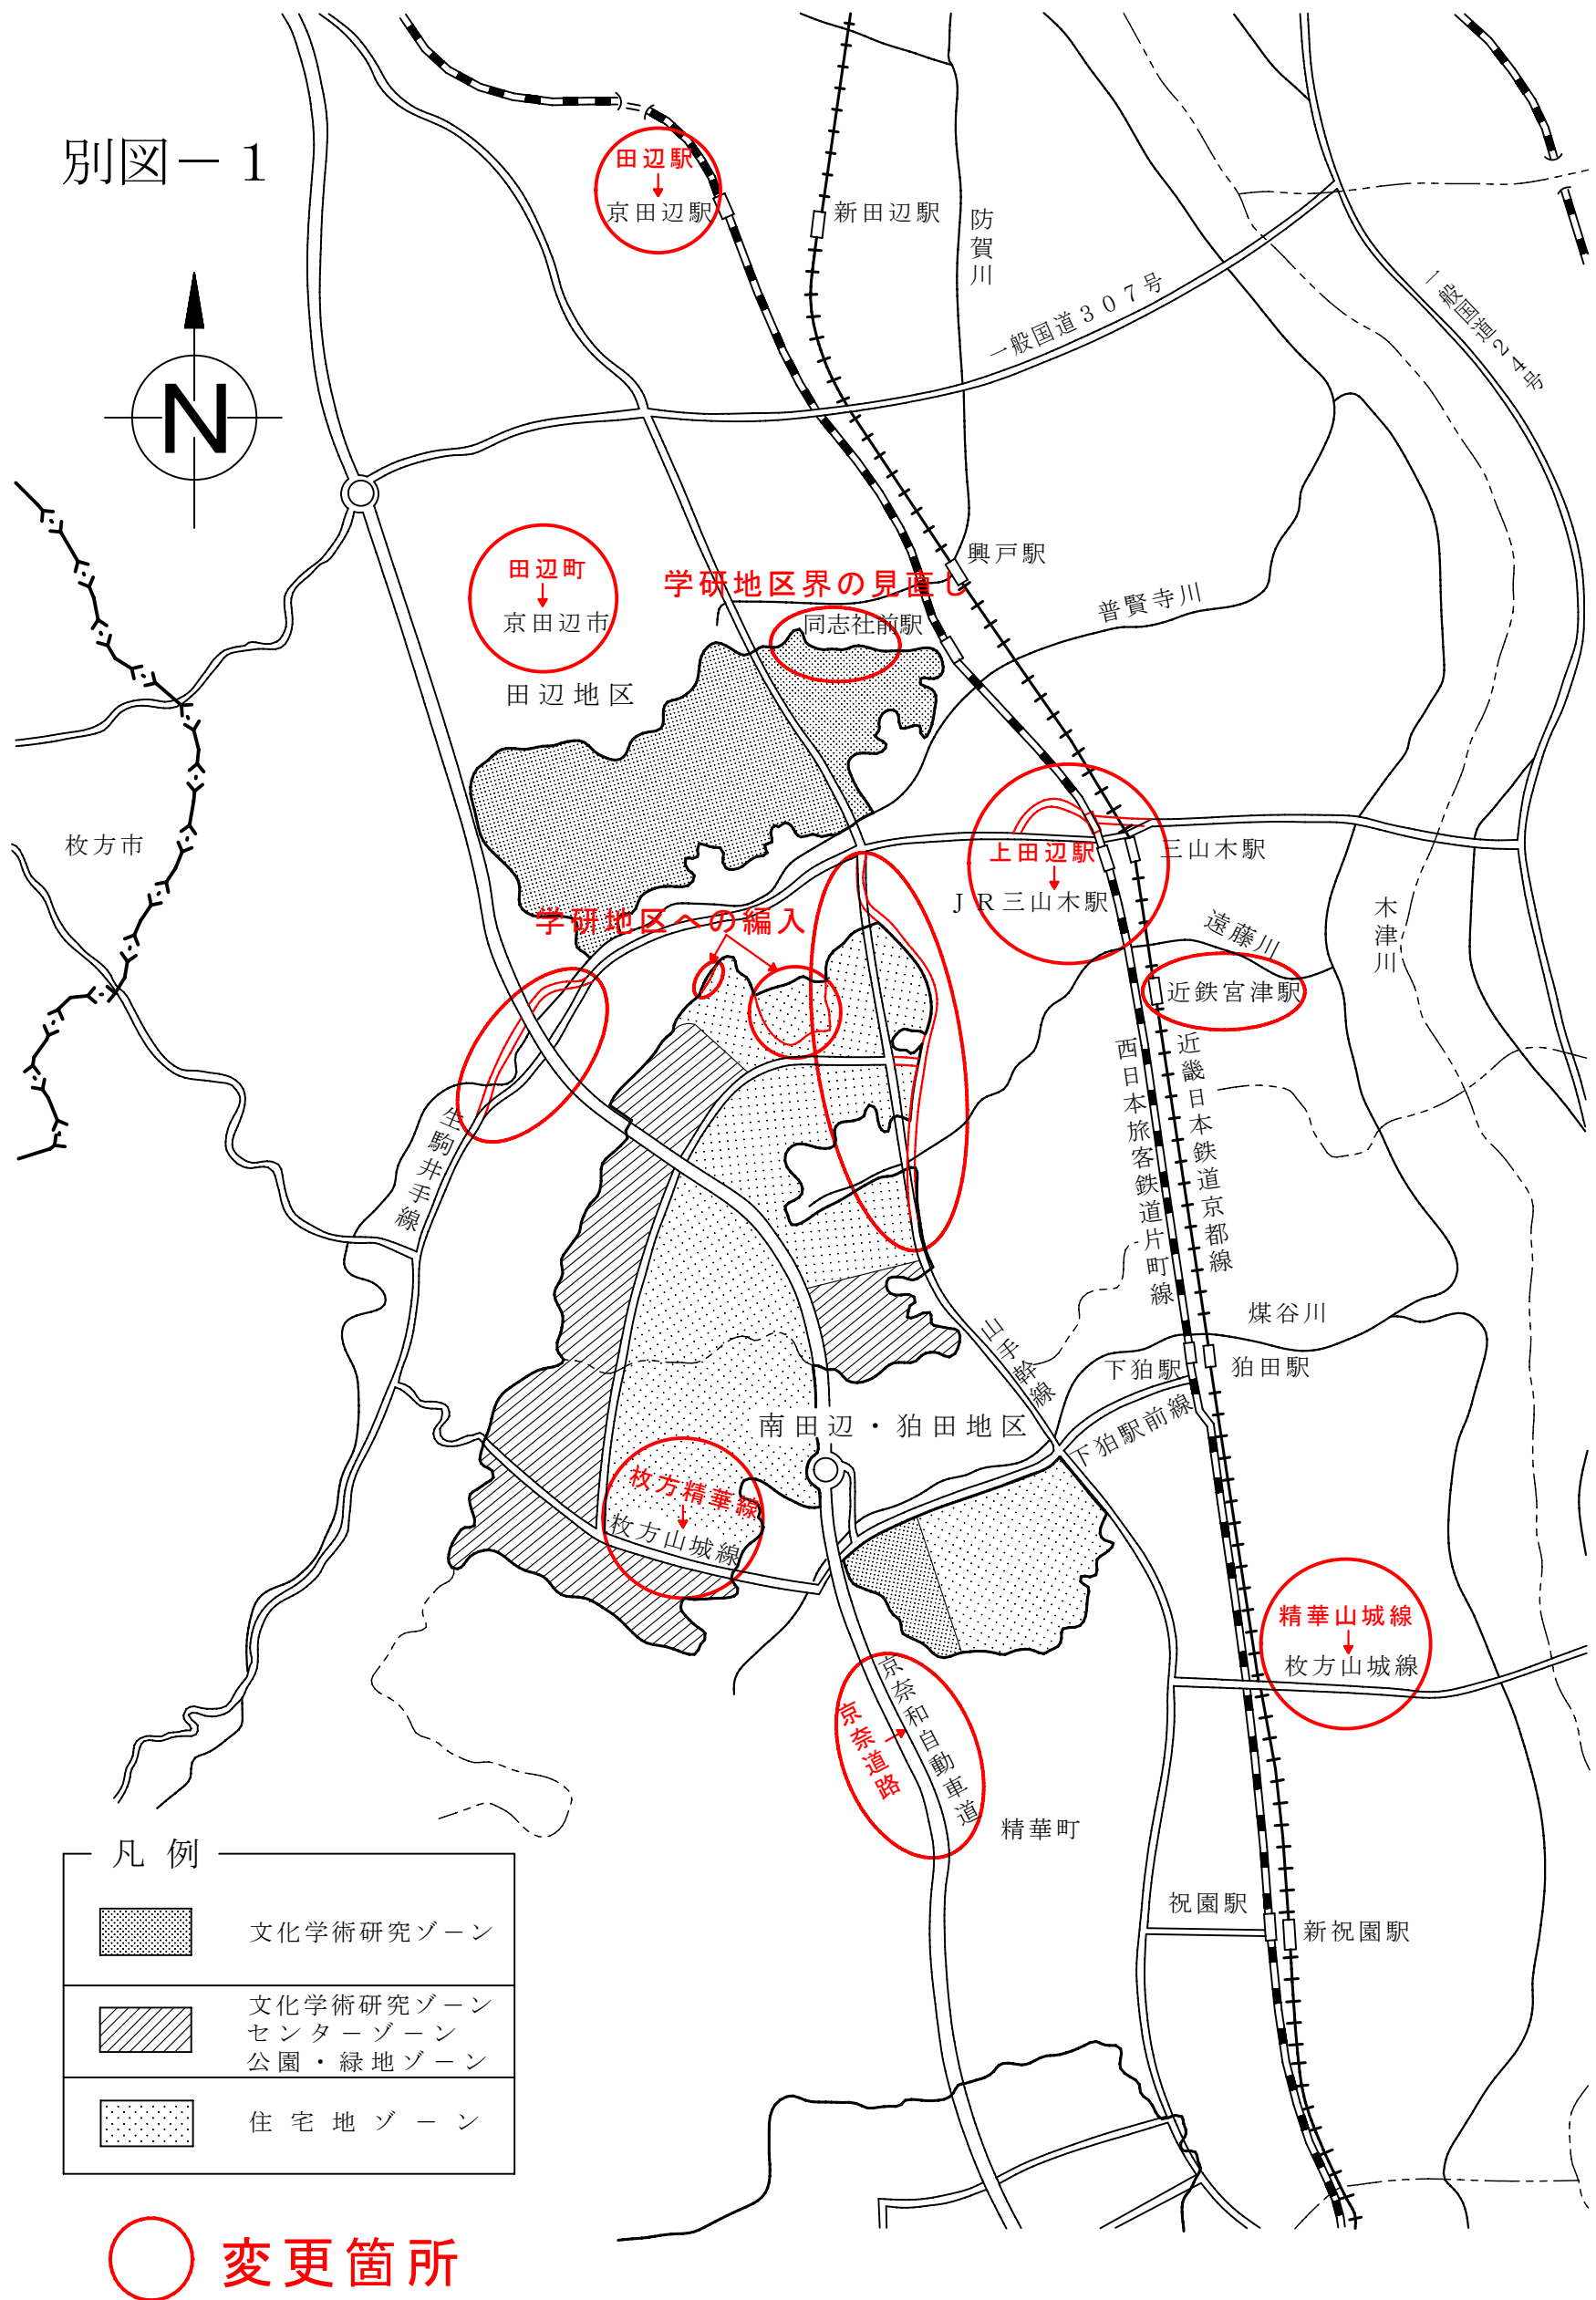 別図－１
田辺駅
↓
京田辺駅
新田辺駅
防賀川
一般国道３０７号
一般国道２４号
N
田辺町
↓
京田辺市
学研地区界の見直し
興戸駅
同志社前駅
普賢寺川
田辺地区
枚方市
上田辺駅
↓
ＪＲ三山木駅
三山木駅
学研地区への編入
遠藤川
木津川
近鉄宮津駅
西日本旅客鉄道片町線
近畿日本鉄道京都線
生駒井手線
山手幹線
煤谷川
下狛駅
狛田駅
南田辺・狛田地区
下狛駅前線
枚方精華線
↓
枚方山城線
精華山城線
↓
枚方山城線
京奈道路
→
京奈和自動車道
精華町
祝園駅
新祝園駅
凡例
文化学術研究ゾーン
文化学術研究ゾーン
センターゾーン
公園・緑地ゾーン
住宅地ゾーン
変更箇所